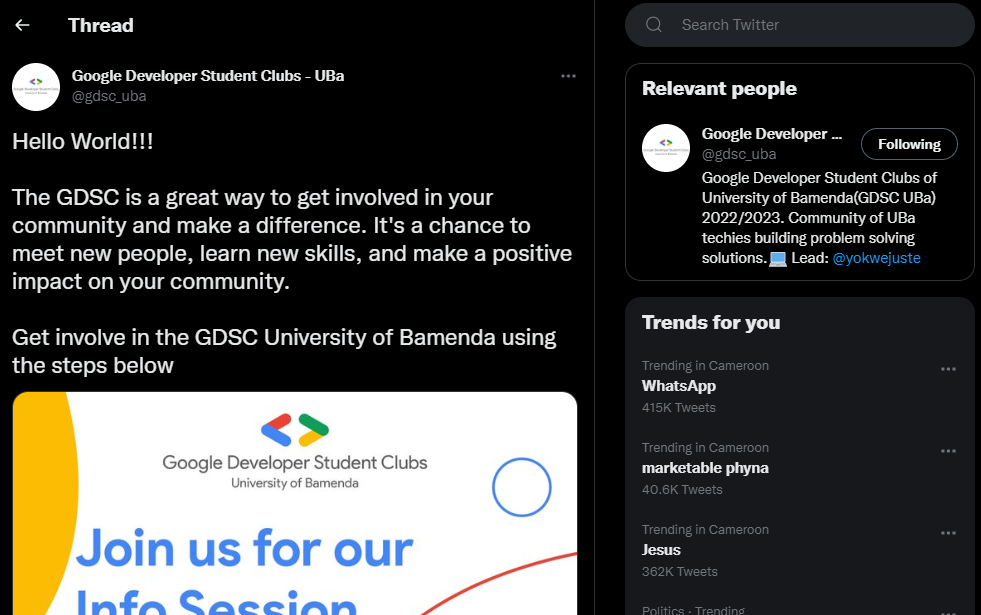 Thread
Google Developer Student Clubs - UBa
@gdsc_uba
Hello World!!!
The GDSC is a great way to get involved in your
community and make a difference. It's a chance to
meet new people, learn new skills, and make a positive
impact on your community.
Get involve in the GDSC University of Bamenda using
the steps below
Google Developer Student Clubs
University of Bamenda
Join us for our
Info Session
Search Twitter
Relevant people
Google Developer ...
@gdsc_uba
Following
Google Developer Student Clubs of
University of Bamenda(GDSC UBa)
2022/2023. Community of UBa
techies building problem solving
solutions.💻 Lead: @yokwejuste
Trends for you
Trending in Cameroon
WhatsApp
415K Tweets
Trending in Cameroon
marketable phyna
40.6K Tweets
Trending in Cameroon
Jesus
362K Tweets
Politics · Trending